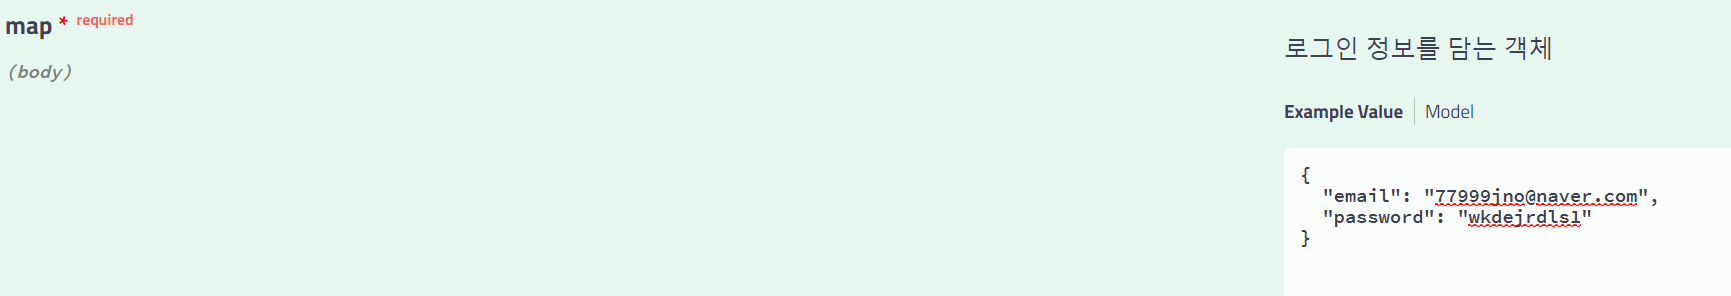 map * required
(body)
로그인 정보를 담는 객체
Example Value | Model
{
"email": "77999jno@naver.com",
"password": "wkdejrdls1"
}